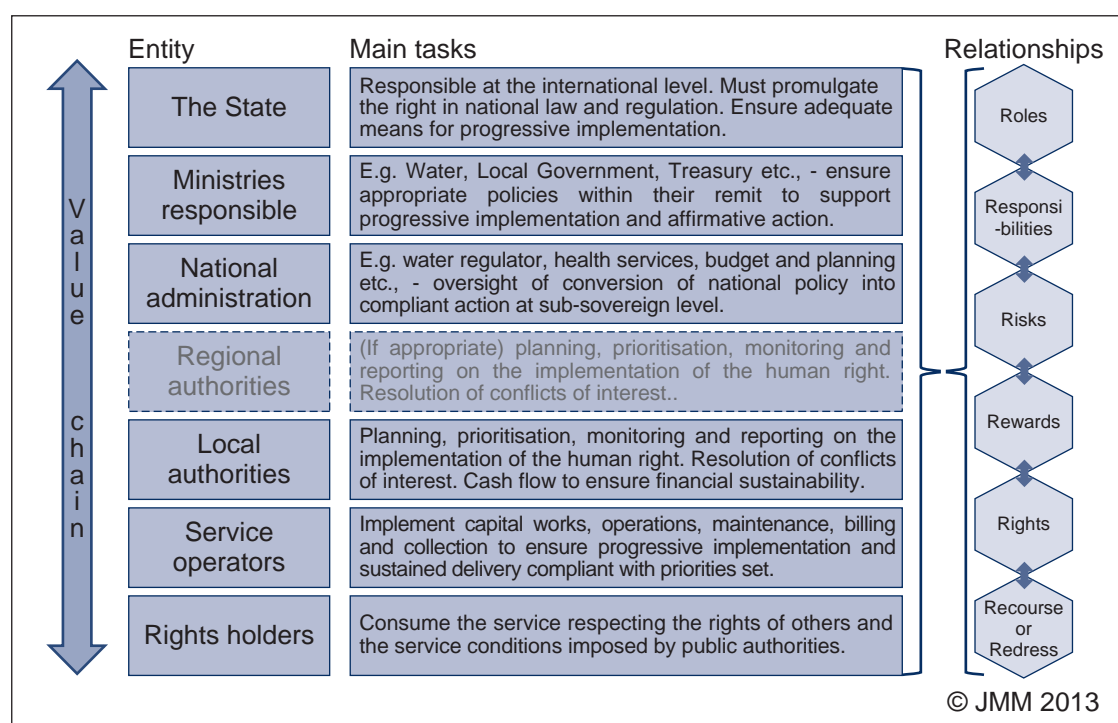 Entity
Main tasks
Relationships
Value chain
The State
Responsible at the international level. Must promulgate
the right in national law and regulation. Ensure adequate
means for progressive implementation.
Ministries
responsible
E.g. Water, Local Government, Treasury etc., - ensure
appropriate policies within their remit to support
progressive implementation and affirmative action.
National
administration
E.g. water regulator, health services, budget and planning
etc., - oversight of conversion of national policy into
compliant action at sub-sovereign level.
Regional
authorities
(If appropriate) planning, prioritisation, monitoring and
reporting on the implementation of the human right.
Resolution of conflicts of interest..
Local
authorities
Planning, prioritisation, monitoring and reporting on the
implementation of the human right. Resolution of conflicts
of interest. Cash flow to ensure financial sustainability.
Service
operators
Implement capital works, operations, maintenance, billing
and collection to ensure progressive implementation and
sustained delivery compliant with priorities set.
Rights holders
Consume the service respecting the rights of others and
the service conditions imposed by public authorities.
Roles
Responsi
-bilities
Risks
Rewards
Rights
Recourse
or
Redress
© JMM 2013